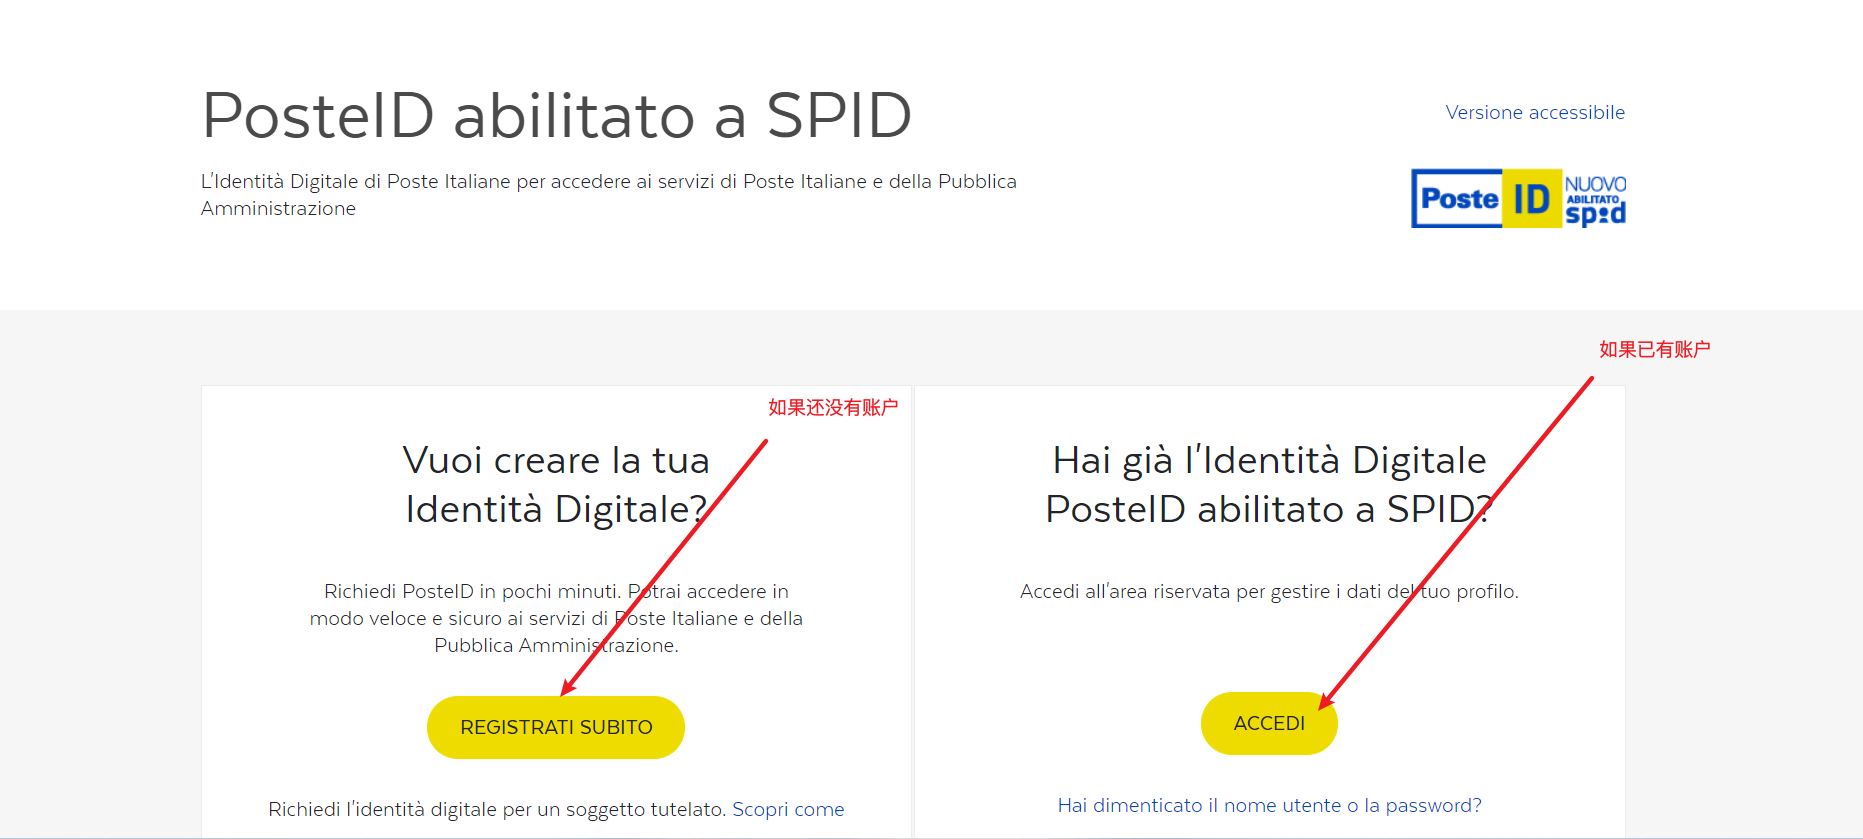 PosteID abilitato a SPID
Versione accessibile
L'Identità Digitale di Poste Italiane per accedere ai servizi di Poste Italiane e della Pubblica
Amministrazione
Poste ID NUOVO
ABILITATO
spid
如果已有账户
如果还没有账户
Vuoi creare la tua
Identità Digitale?
Richiedi PosteID in pochi minuti. Potrai accedere in
modo veloce e sicuro ai servizi di Poste Italiane e della
Pubblica Amministrazione.
REGISTRATI SUBITO
Richiedi l'identità digitale per un soggetto tutelato. Scopri come
Hai già l'Identità Digitale
PosteID abilitato a SPID?
Accedi all'area riservata per gestire i dati del tuo profilo.
ACCEDI
Hai dimenticato il nome utente o la password?